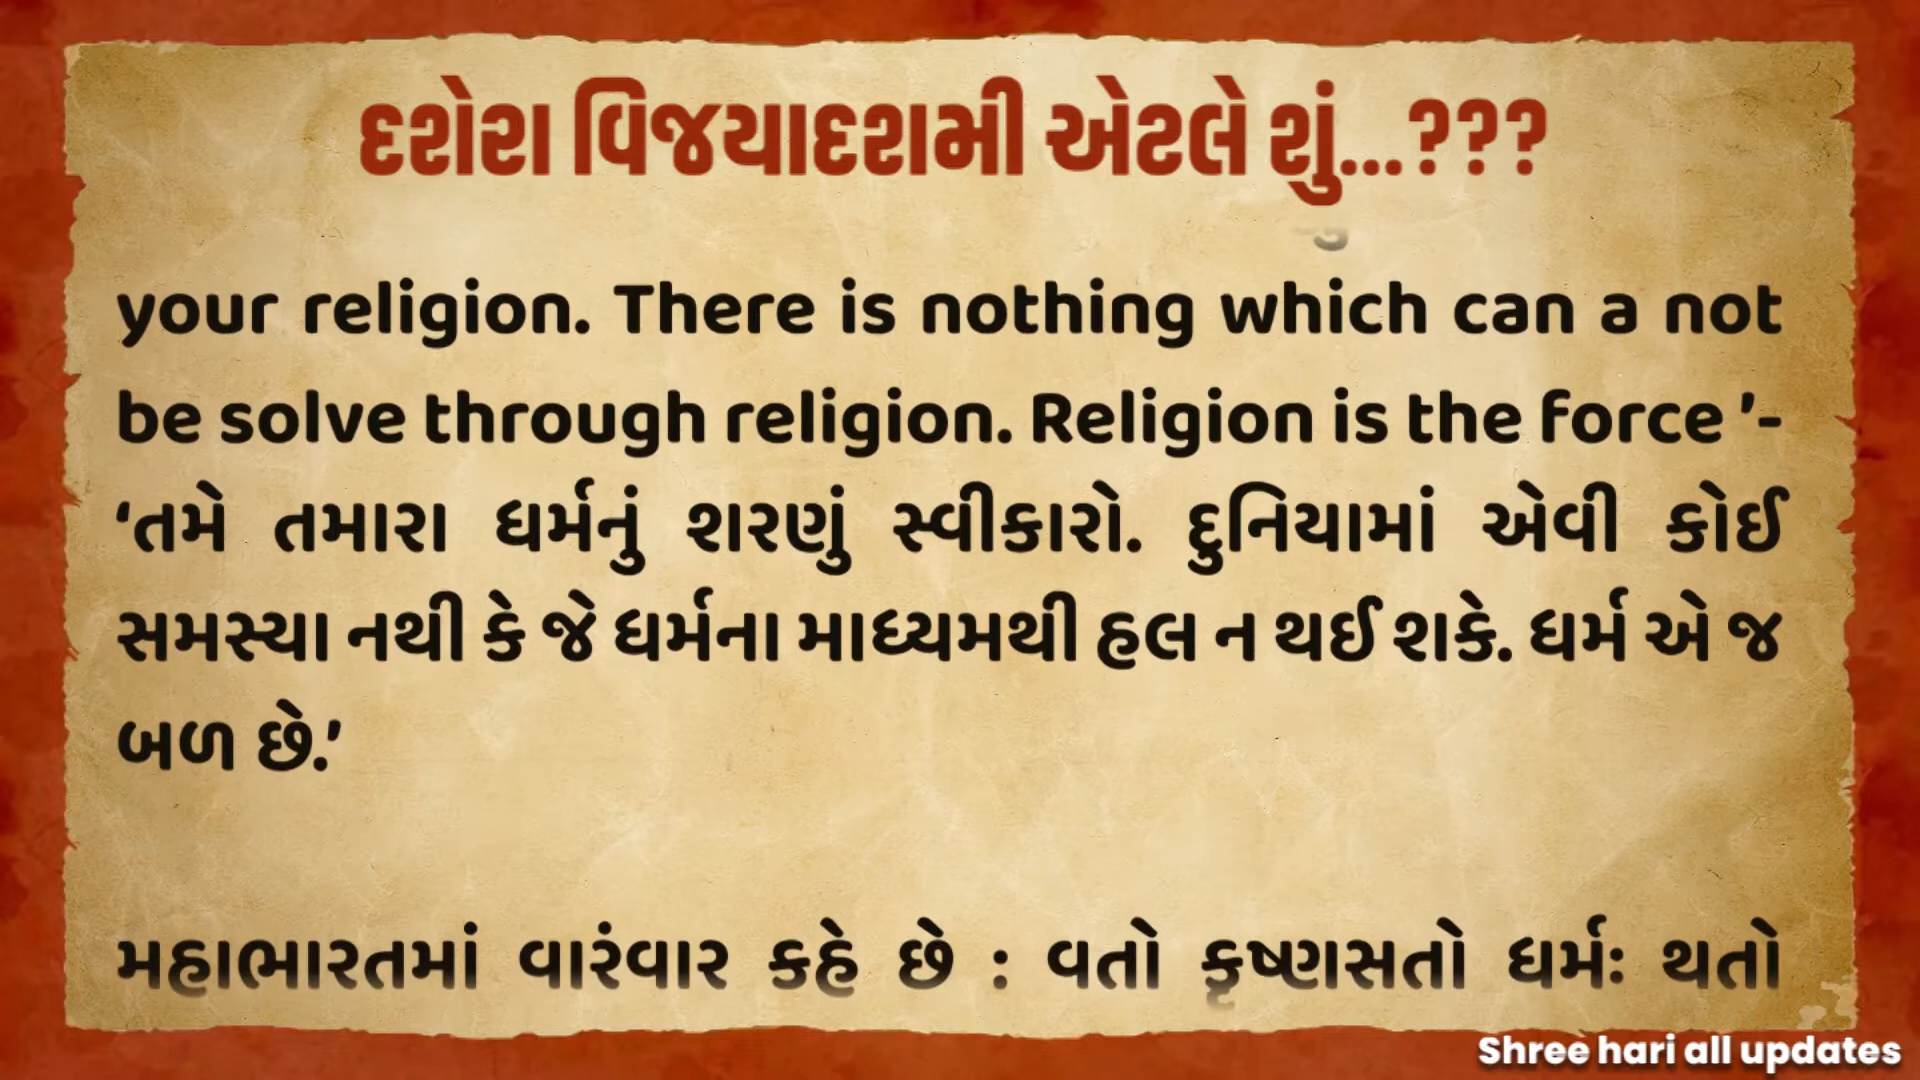 દશેરા વિજયાદશમી એટલે શું...???
your religion. There is nothing which can a not
be solve through religion. Religion is the force '-
‘તમે તમારા ધર્મનું શરણું સ્વીકારો. દુનિયામાં એવી કોઈ
સમસ્યા નથી કે જે ધર્મના માધ્યમથી હલ ન થઈ શકે. ધર્મ એ જ
બળ છે.’
મહાભારતમાં વારંવાર કહે છે : વતો કૃષ્ણસતો ધર્મઃ થતો
Shree hari all updates